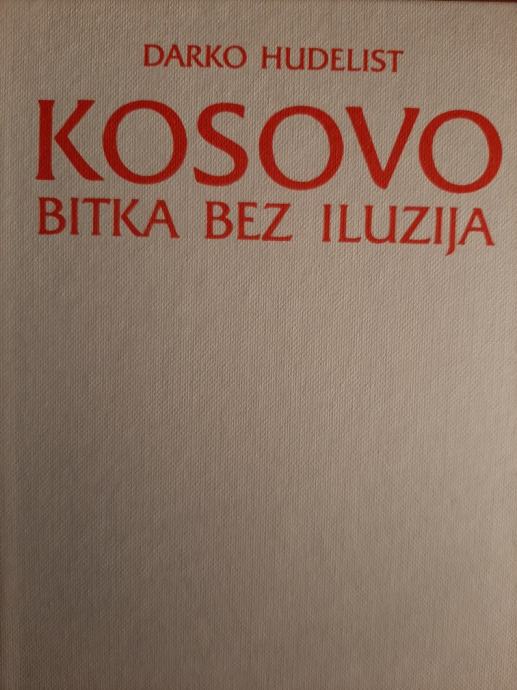 DARKO HUDELIST
KOSOVO
BITKA BEZ ILUZIJA